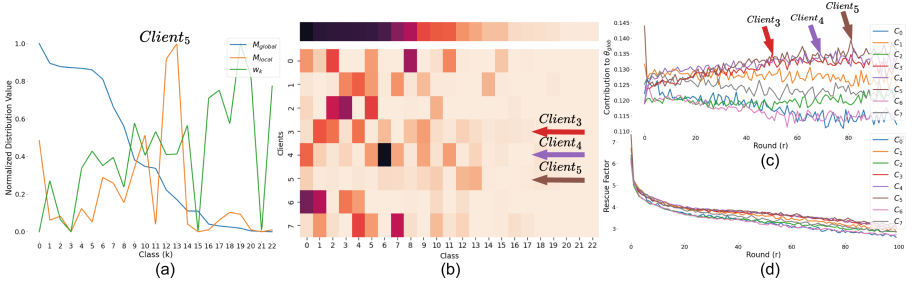 Client5
Mglobal
Mlocal
wk
Normalized Distribution Value
1.0
0.8
0.6
0.4
0.2
0.0
0 1 2 3 4 5 6 7 8 9 10 11 12 13 14 15 16 17 18 19 20 21 22
Class (k)
(a)
Clients
0
1
2
3
4
5
6
7
Client3
Client4
Client5
0 1 2 3 4 5 6 7 8 9 10 11 12 13 14 15 16 17 18 19 20 21 22
Class
(b)
Contribution to θglob
0.145
0.140
0.135
0.130
0.125
0.120
0.115
0.110
Client3
Client4
Client5
C0
C1
C2
C3
C4
C5
C6
C7
0 20 40 60 80
Round (r)
(c)
Rescue Factor
6
5
4
3
C0
C1
C2
C3
C4
C5
C6
C7
0 20 40 60 80 100
Round (r)
(d)